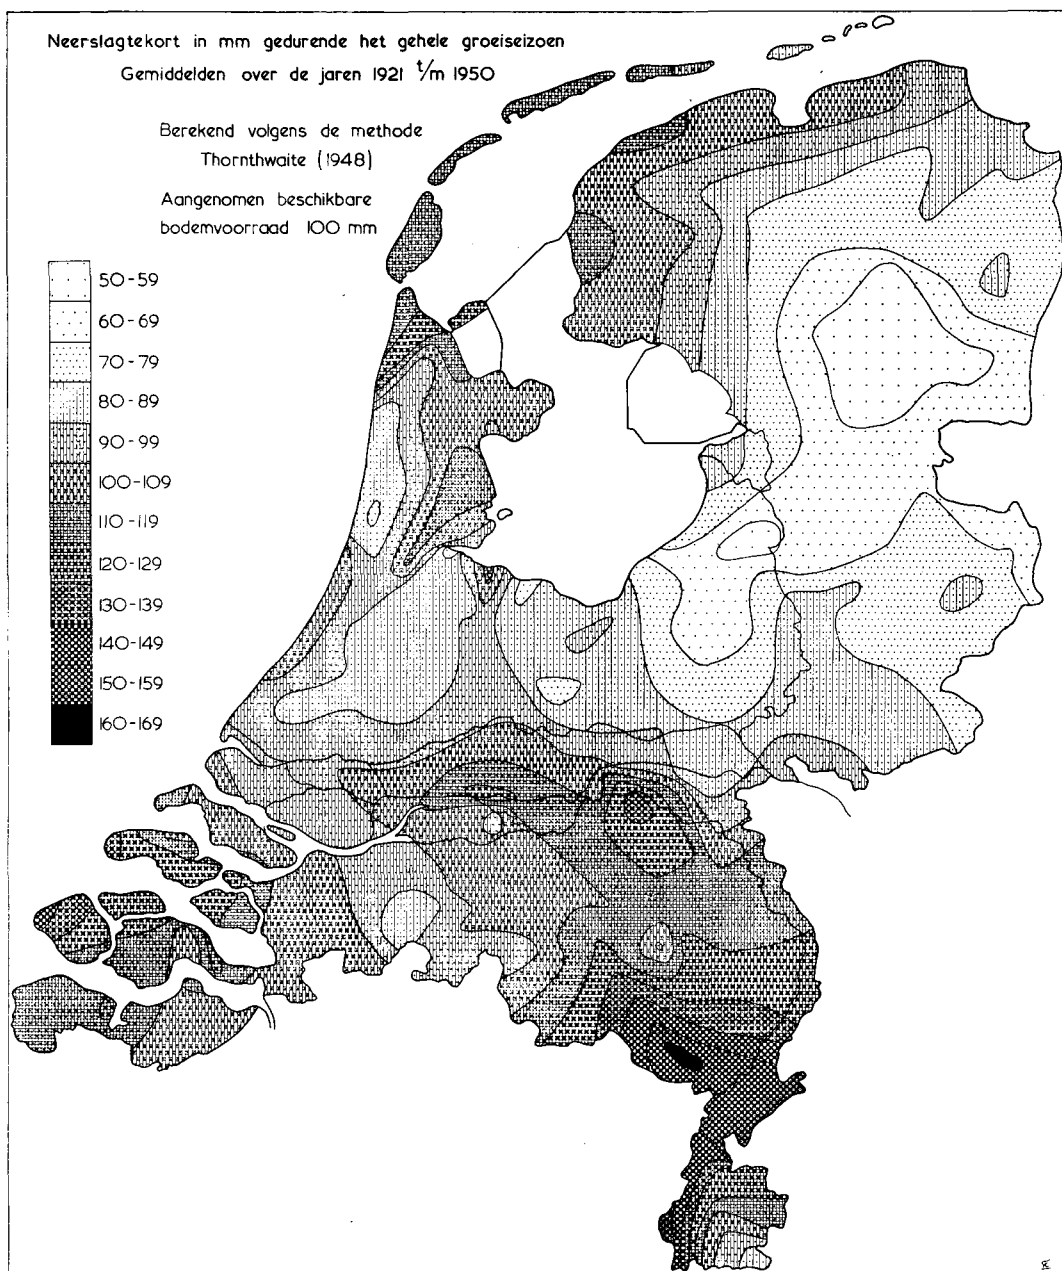 Neerslagtekort in mm gedurende het gehele groeiseizoen
Gemiddelden over de jaren 1921 t/m 1950
Berekend volgens de methode
Thornthwaite (1948)
Aangenomen beschikbare
bodemvoorraad 100 mm
50-59
60-69
70-79
80-89
90-99
100-109
110-119
120-129
130-139
140-149
150-159
160-169